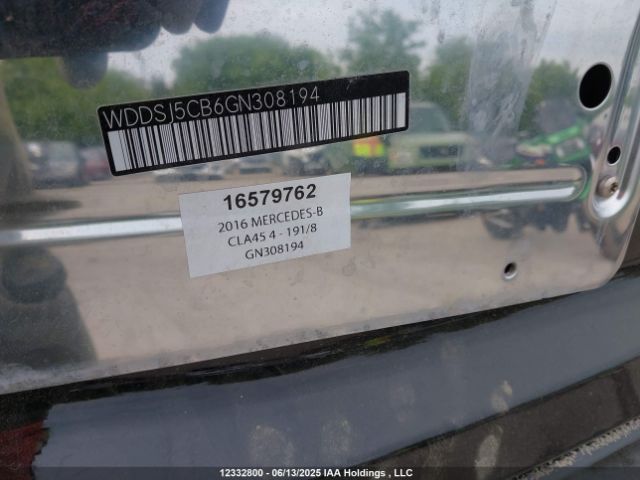 WDDSJ5CB6GN308194
16579762
2016 MERCEDES-B
CLA45 4 - 191/8
GN308194
12332800 - 06/13/2025 IAA Holdings , LLC